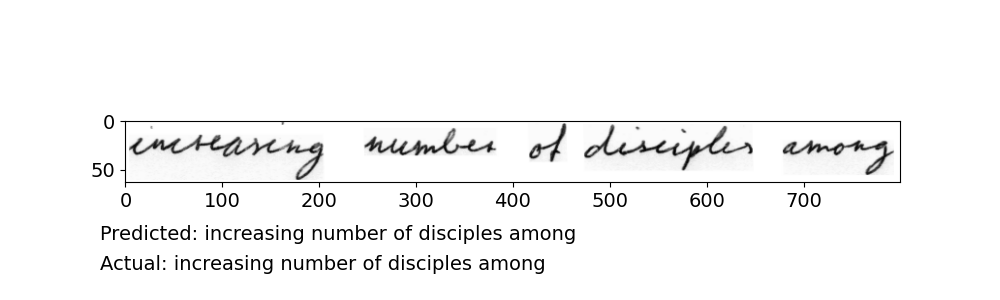 0
50
increasing number of disciples among
0 100 200 300 400 500 600 700
Predicted: increasing number of disciples among
Actual: increasing number of disciples among